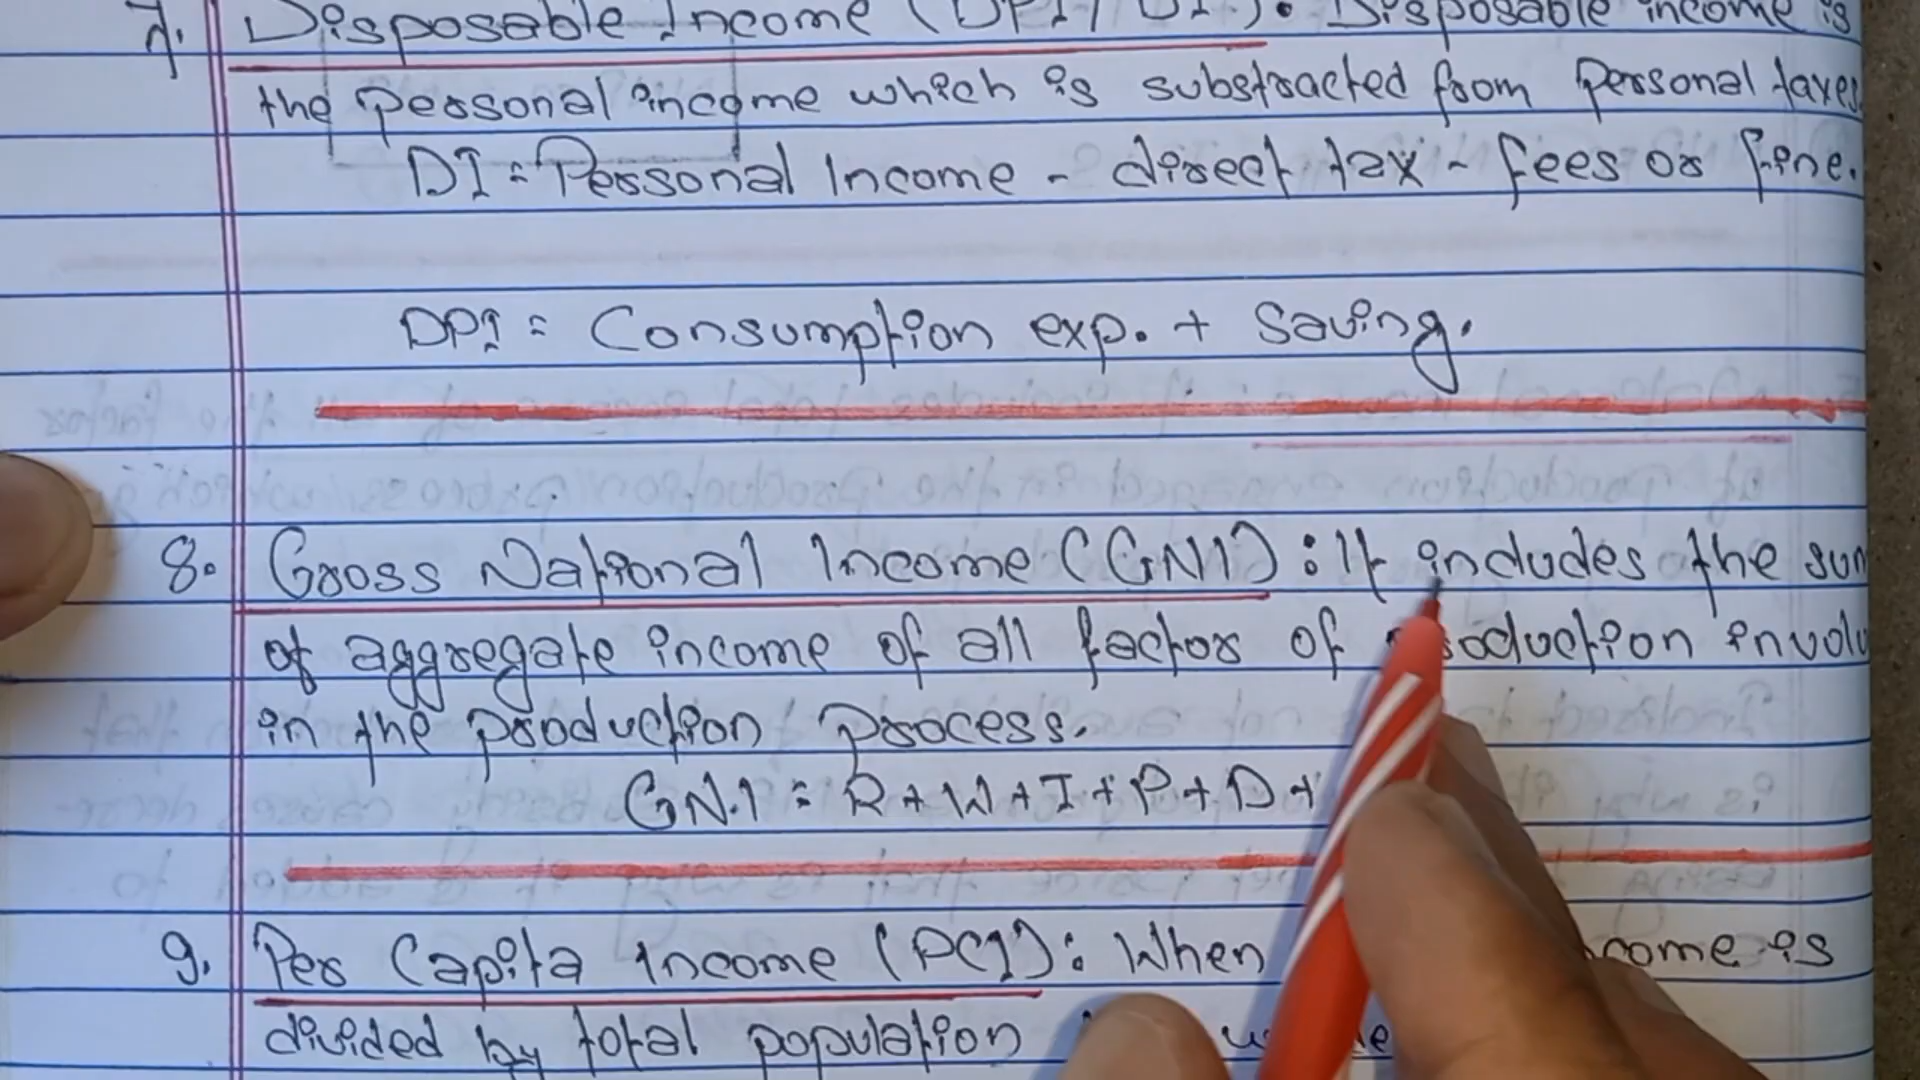 7. Disposable Income (DPI / DI): Disposable income is
the personal income which is substracted from personal taxes
DI = Personal Income - direct tax - fees or fine.
DPI = Consumption exp. + Saving.
8. Gross National Income (GNI): It includes the sum
of aggregate income of all factor of production
in the production process.
GN.I = R + W + I + P + D +
9. Per Capita Income (PCI): When income is
divided by total population